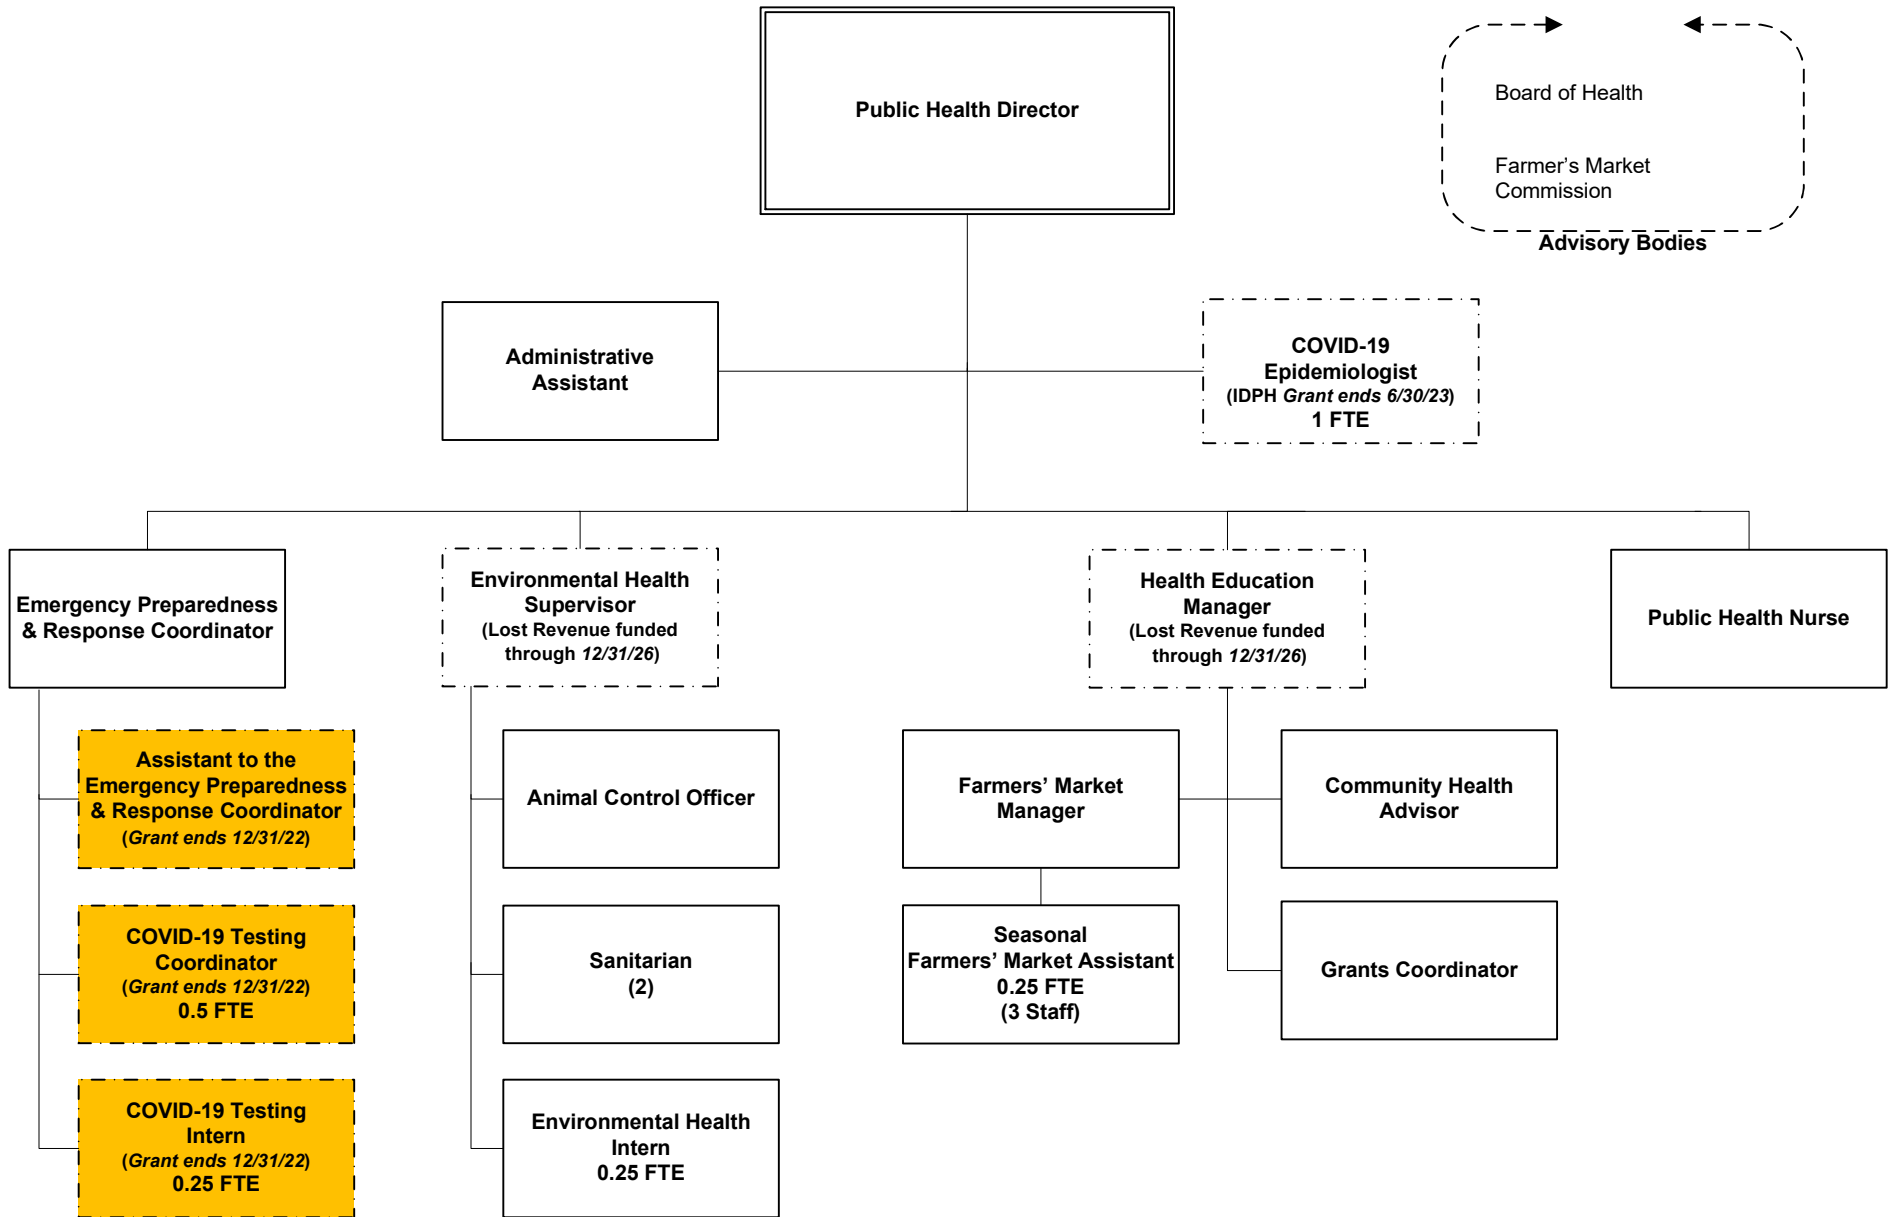 Public Health Director
Board of Health
Farmer’s Market
Commission
Advisory Bodies
Administrative
Assistant
COVID-19
Epidemiologist
(IDPH Grant ends 6/30/23)
1 FTE
Emergency Preparedness
& Response Coordinator
Environmental Health
Supervisor
(Lost Revenue funded
through 12/31/26)
Health Education
Manager
(Lost Revenue funded
through 12/31/26)
Public Health Nurse
Assistant to the
Emergency Preparedness
& Response Coordinator
(Grant ends 12/31/22)
Animal Control Officer
Farmers’ Market
Manager
Community Health
Advisor
COVID-19 Testing
Coordinator
(Grant ends 12/31/22)
0.5 FTE
Sanitarian
(2)
Seasonal
Farmers’ Market Assistant
0.25 FTE
(3 Staff)
Grants Coordinator
COVID-19 Testing
Intern
(Grant ends 12/31/22)
0.25 FTE
Environmental Health
Intern
0.25 FTE